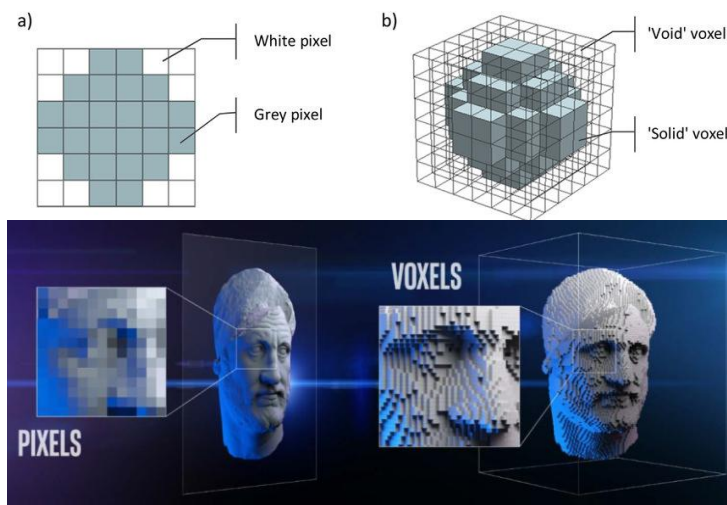 a)
White pixel
Grey pixel
b)
'Void' voxel
'Solid' voxel
PIXELS
VOXELS